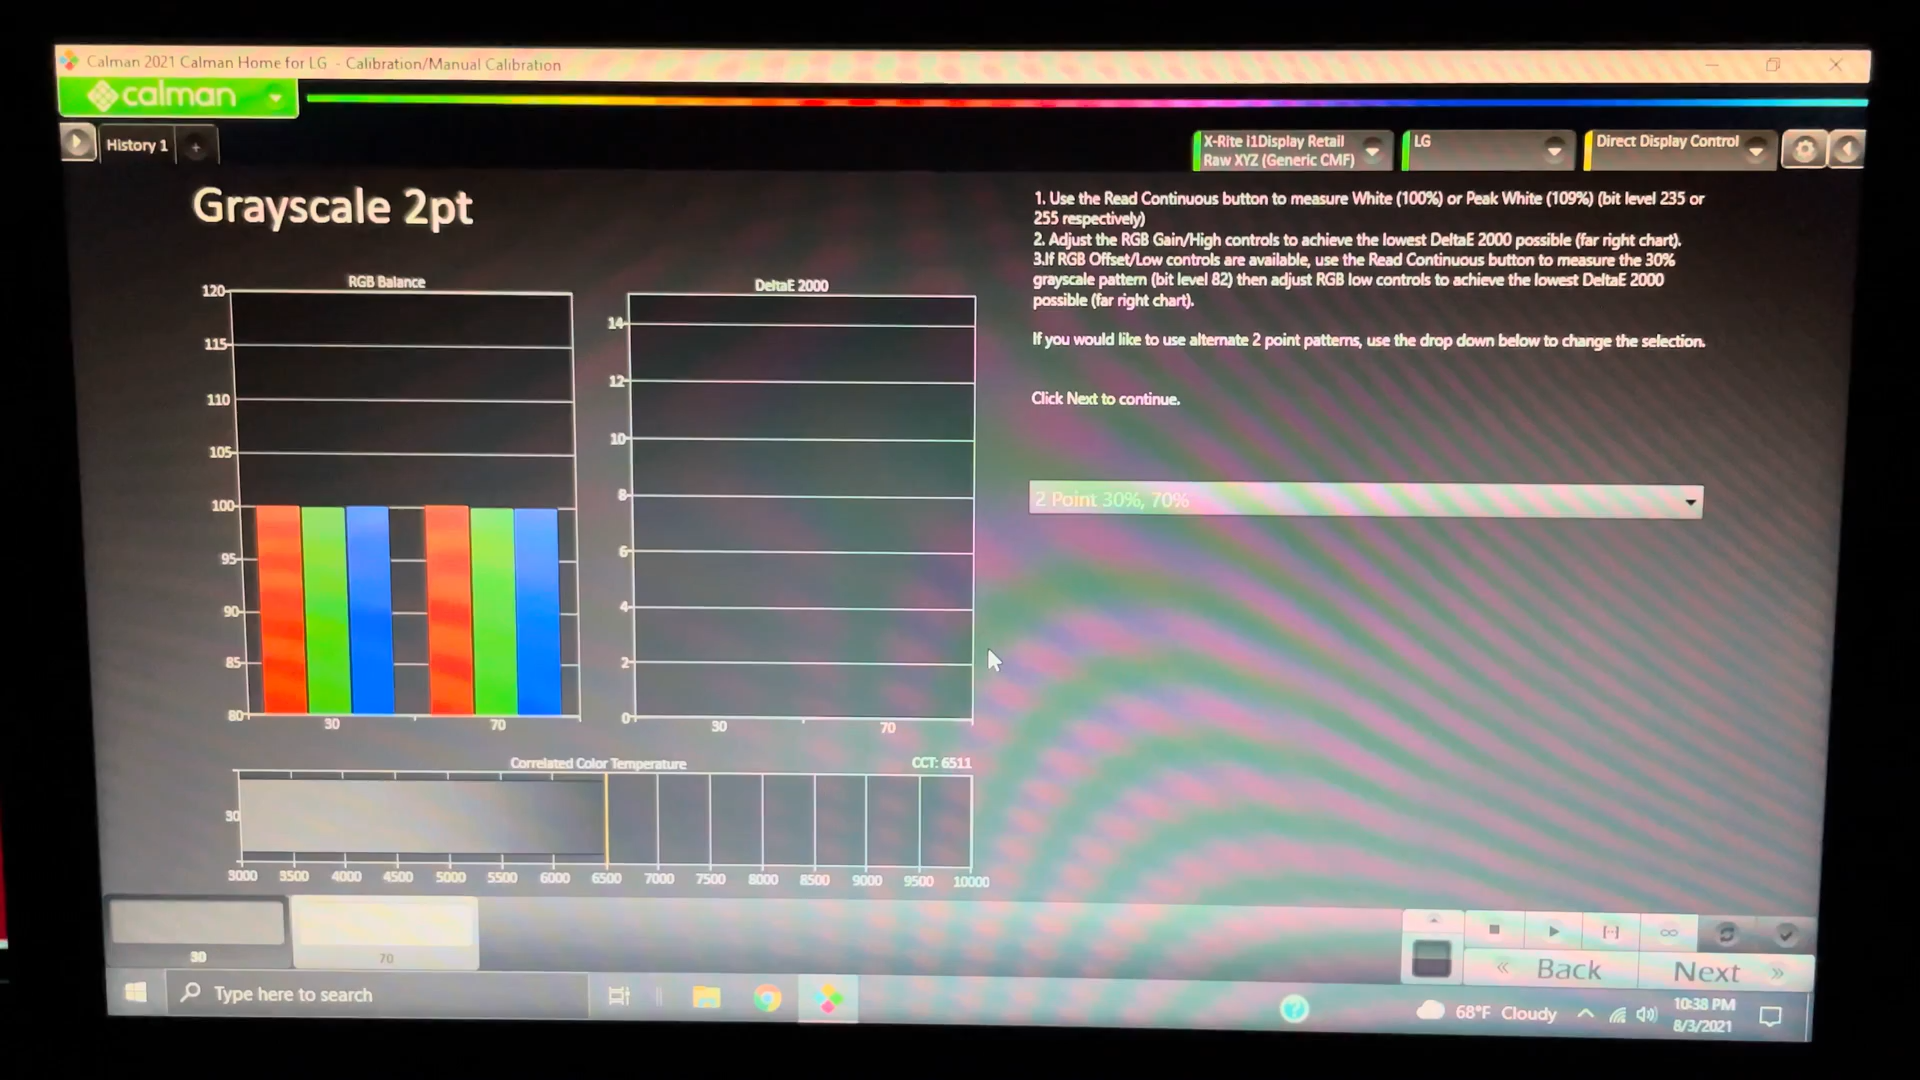 Calman 2021 Calman Home for LG - Calibration/Manual Calibration
calman
History 1
+
X-Rite i1Display Retail
Raw XYZ (Generic CMF)
LG
Direct Display Control
Grayscale 2pt
1. Use the Read Continuous button to measure White (100%) or Peak White (109%) (bit level 235 or
255 respectively)
2. Adjust the RGB Gain/High controls to achieve the lowest DeltaE 2000 possible (far right chart).
3.If RGB Offset/Low controls are available, use the Read Continuous button to measure the 30%
grayscale pattern (bit level 82) then adjust RGB low controls to achieve the lowest DeltaE 2000
possible (far right chart).
If you would like to use alternate 2 point patterns, use the drop down below to change the selection.
Click Next to continue.
2 Point 30%, 70%
RGB Balance
120
115
110
105
100
95
90
85
80
30 70
DeltaE 2000
14
12
10
8
6
4
2
0
30 70
Correlated Color Temperature
CCT: 6511
30
3000 3500 4000 4500 5000 5500 6000 6500 7000 7500 8000 8500 9000 9500 10000
30
70
« Back
Next »
Type here to search
68°F Cloudy
10:38 PM
8/3/2021